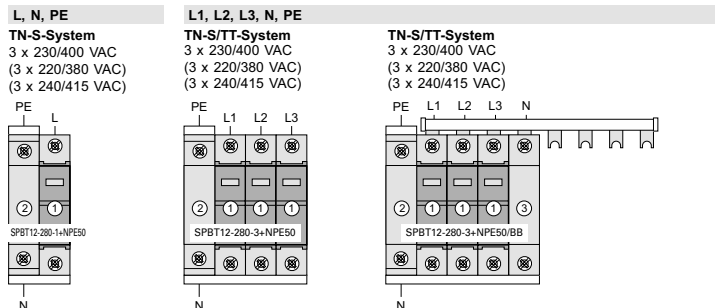 L, N, PE
TN-S-System
3 x 230/400 VAC
(3 x 220/380 VAC)
(3 x 240/415 VAC)
PE
L
2
1
SPBT12-280-1+NPE50
N
L1, L2, L3, N, PE
TN-S/TT-System
3 x 230/400 VAC
(3 x 220/380 VAC)
(3 x 240/415 VAC)
PE
L1 L2 L3
2 1 1 1
SPBT12-280-3+NPE50
N
TN-S/TT-System
3 x 230/400 VAC
(3 x 220/380 VAC)
(3 x 240/415 VAC)
PE L1 L2 L3 N
2 1 1 1 3
SPBT12-280-3+NPE50/BB
N